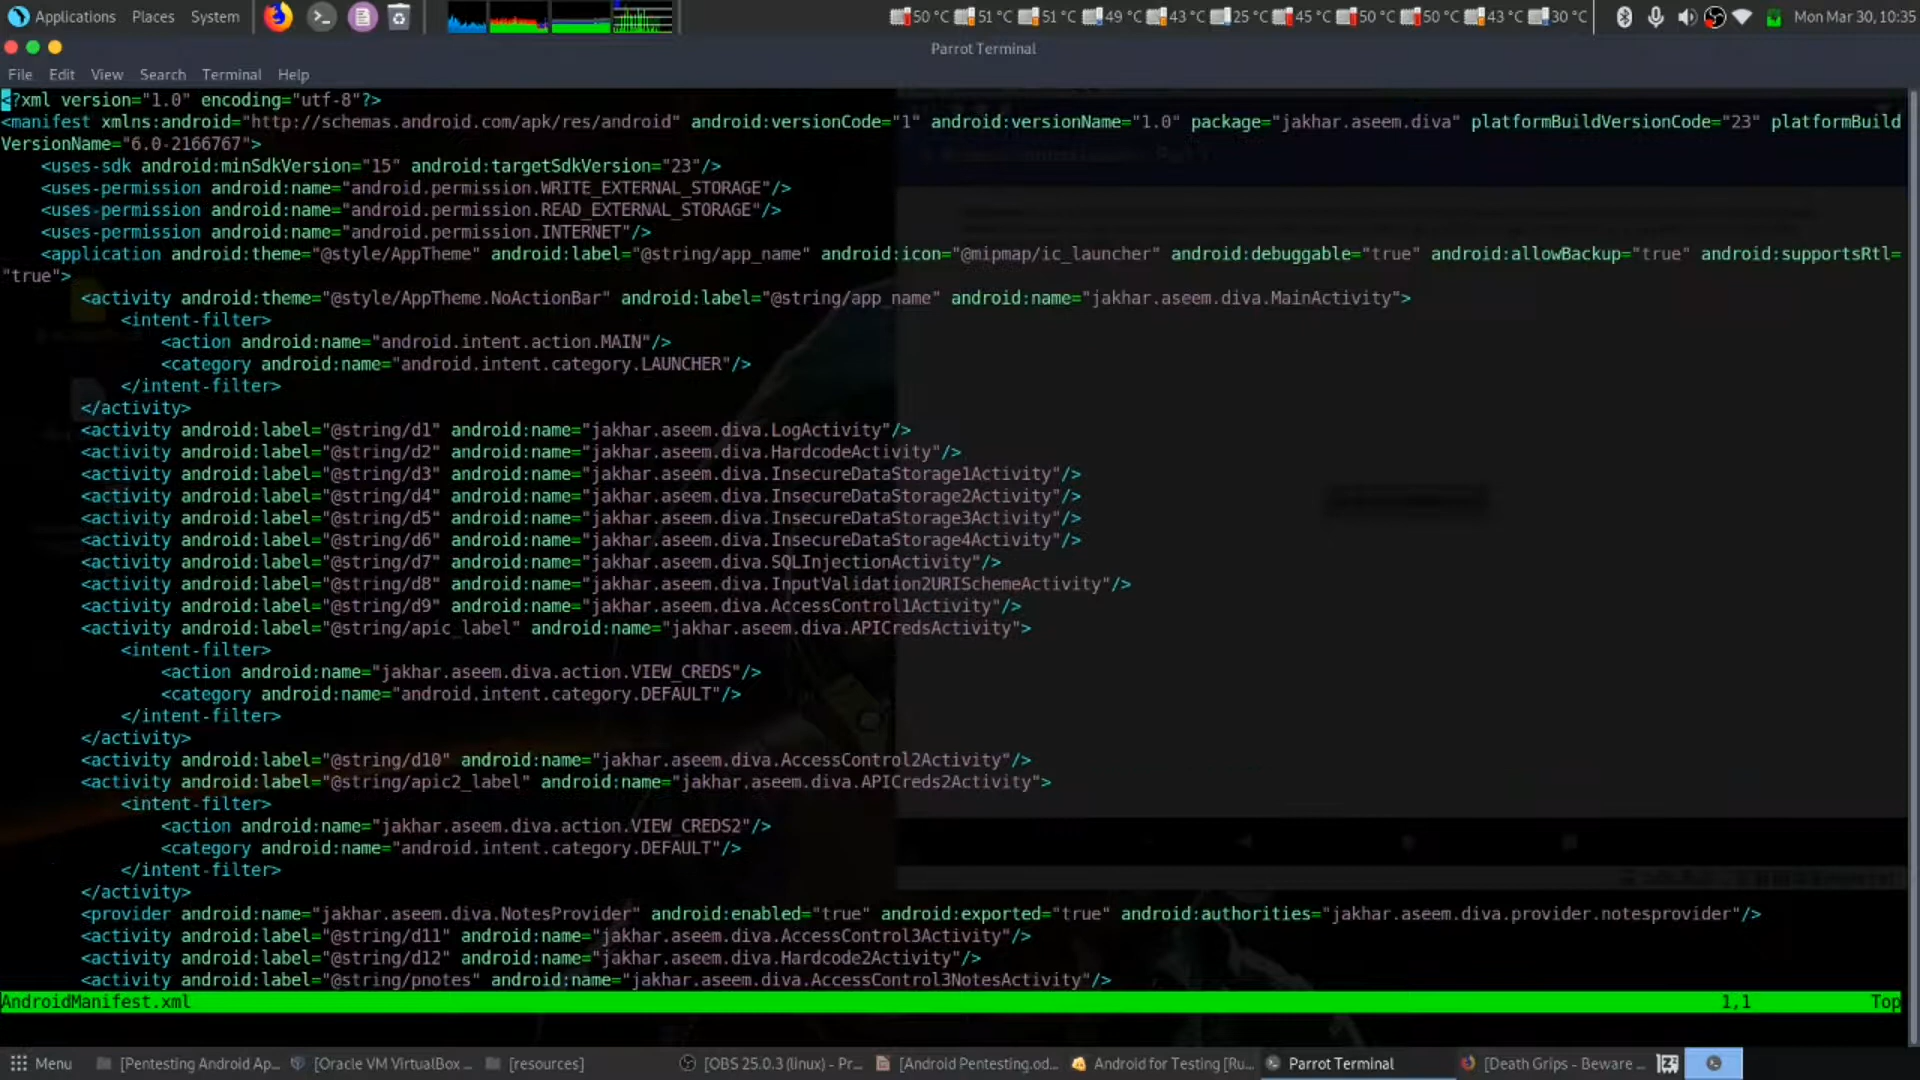 Applications Places System 50 °C 51 °C 51 °C 49 °C 43 °C 25 °C 45 °C 50 °C 50 °C 43 °C 30 °C Mon Mar 30, 10:35
Parrot Terminal
File Edit View Search Terminal Help
<?xml version="1.0" encoding="utf-8"?>
<manifest xmlns:android="http://schemas.android.com/apk/res/android" android:versionCode="1" android:versionName="1.0" package="jakhar.aseem.diva" platformBuildVersionCode="23" platformBuild
VersionName="6.0-2166767">
    <uses-sdk android:minSdkVersion="15" android:targetSdkVersion="23"/>
    <uses-permission android:name="android.permission.WRITE_EXTERNAL_STORAGE"/>
    <uses-permission android:name="android.permission.READ_EXTERNAL_STORAGE"/>
    <uses-permission android:name="android.permission.INTERNET"/>
    <application android:theme="@style/AppTheme" android:label="@string/app_name" android:icon="@mipmap/ic_launcher" android:debuggable="true" android:allowBackup="true" android:supportsRtl=
"true">
        <activity android:theme="@style/AppTheme.NoActionBar" android:label="@string/app_name" android:name="jakhar.aseem.diva.MainActivity">
            <intent-filter>
                <action android:name="android.intent.action.MAIN"/>
                <category android:name="android.intent.category.LAUNCHER"/>
            </intent-filter>
        </activity>
        <activity android:label="@string/d1" android:name="jakhar.aseem.diva.LogActivity"/>
        <activity android:label="@string/d2" android:name="jakhar.aseem.diva.HardcodeActivity"/>
        <activity android:label="@string/d3" android:name="jakhar.aseem.diva.InsecureDataStorage1Activity"/>
        <activity android:label="@string/d4" android:name="jakhar.aseem.diva.InsecureDataStorage2Activity"/>
        <activity android:label="@string/d5" android:name="jakhar.aseem.diva.InsecureDataStorage3Activity"/>
        <activity android:label="@string/d6" android:name="jakhar.aseem.diva.InsecureDataStorage4Activity"/>
        <activity android:label="@string/d7" android:name="jakhar.aseem.diva.SQLInjectionActivity"/>
        <activity android:label="@string/d8" android:name="jakhar.aseem.diva.InputValidation2URISchemeActivity"/>
        <activity android:label="@string/d9" android:name="jakhar.aseem.diva.AccessControl1Activity"/>
        <activity android:label="@string/apic_label" android:name="jakhar.aseem.diva.APICredsActivity">
            <intent-filter>
                <action android:name="jakhar.aseem.diva.action.VIEW_CREDS"/>
                <category android:name="android.intent.category.DEFAULT"/>
            </intent-filter>
        </activity>
        <activity android:label="@string/d10" android:name="jakhar.aseem.diva.AccessControl2Activity"/>
        <activity android:label="@string/apic2_label" android:name="jakhar.aseem.diva.APICreds2Activity">
            <intent-filter>
                <action android:name="jakhar.aseem.diva.action.VIEW_CREDS2"/>
                <category android:name="android.intent.category.DEFAULT"/>
            </intent-filter>
        </activity>
        <provider android:name="jakhar.aseem.diva.NotesProvider" android:enabled="true" android:exported="true" android:authorities="jakhar.aseem.diva.provider.notesprovider"/>
        <activity android:label="@string/d11" android:name="jakhar.aseem.diva.AccessControl3Activity"/>
        <activity android:label="@string/d12" android:name="jakhar.aseem.diva.Hardcode2Activity"/>
        <activity android:label="@string/pnotes" android:name="jakhar.aseem.diva.AccessControl3NotesActivity"/>
AndroidManifest.xml 1,1 Top
Menu [Pentesting Android Ap... [Oracle VM VirtualBox ... [resources] [OBS 25.0.3 (linux) - Pr... [Android Pentesting.od... Android for Testing [Ru... Parrot Terminal [Death Grips - Beware ...